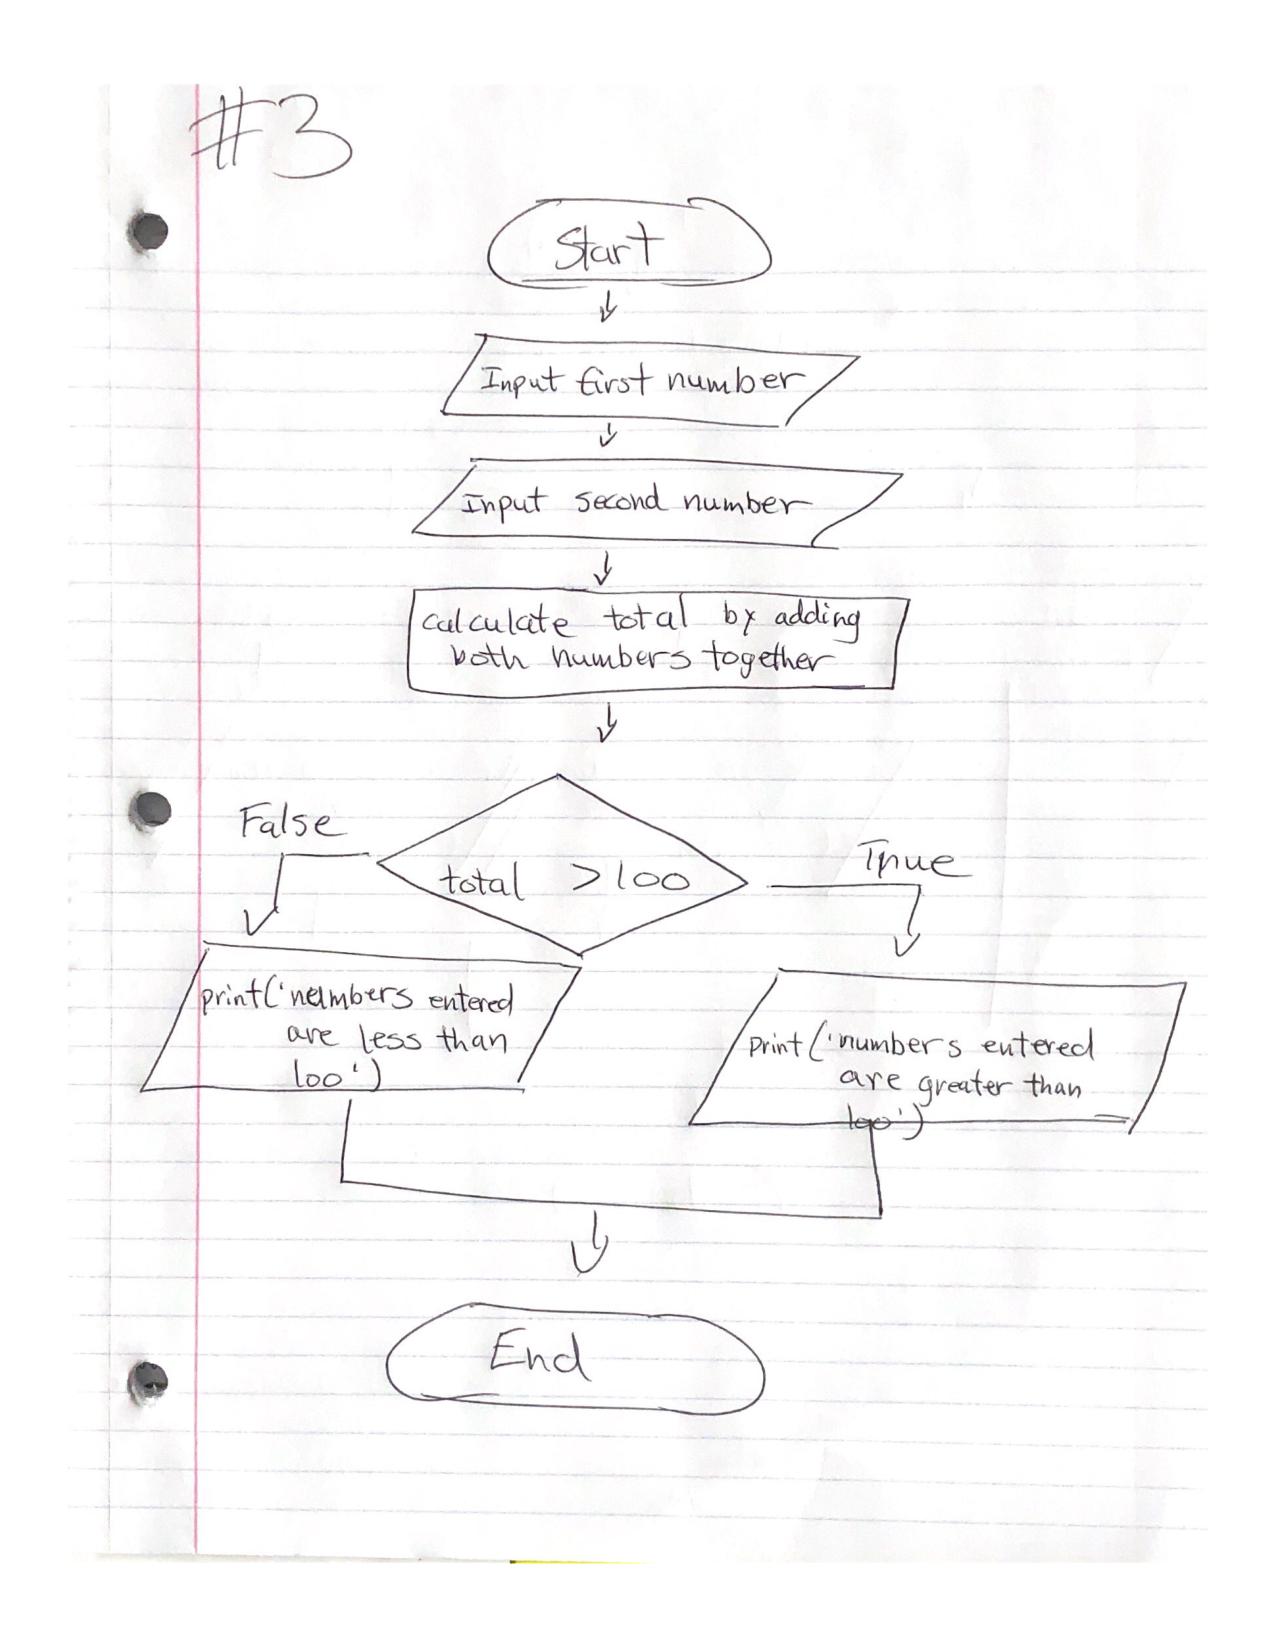 #3
Start
Input first number
Input second number
calculate total by adding
both numbers together
False
True
total > 100
print('numbers entered
are less than
100')
print('numbers entered
are greater than
100')
End